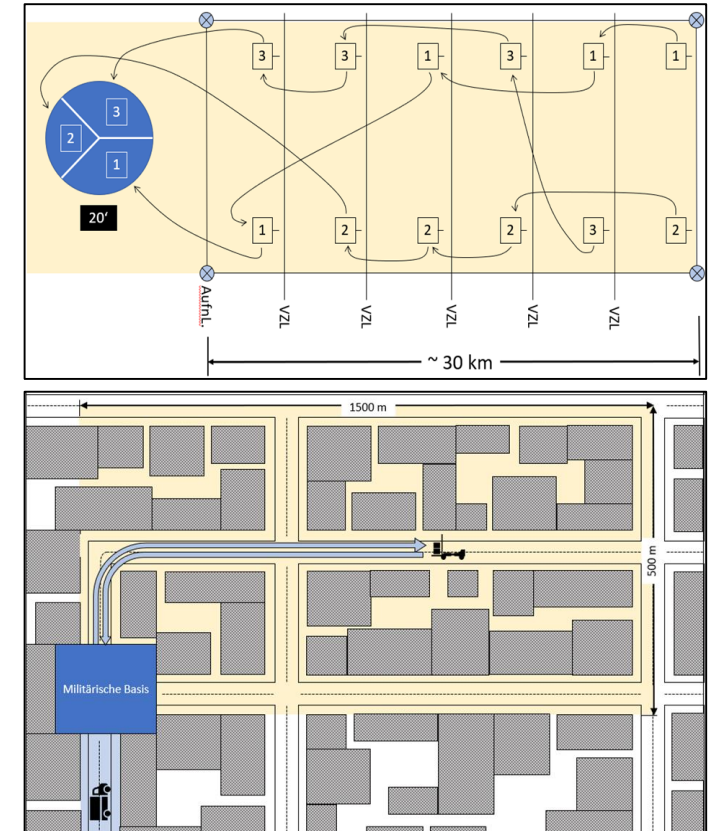 3 3 1 3 1 1
3
2
1
20‘
1 2 2 2 3 2
Aufnl.
VZL
VZL
VZL
VZL
VZL
~ 30 km
1500 m
500 m
Militärische Basis